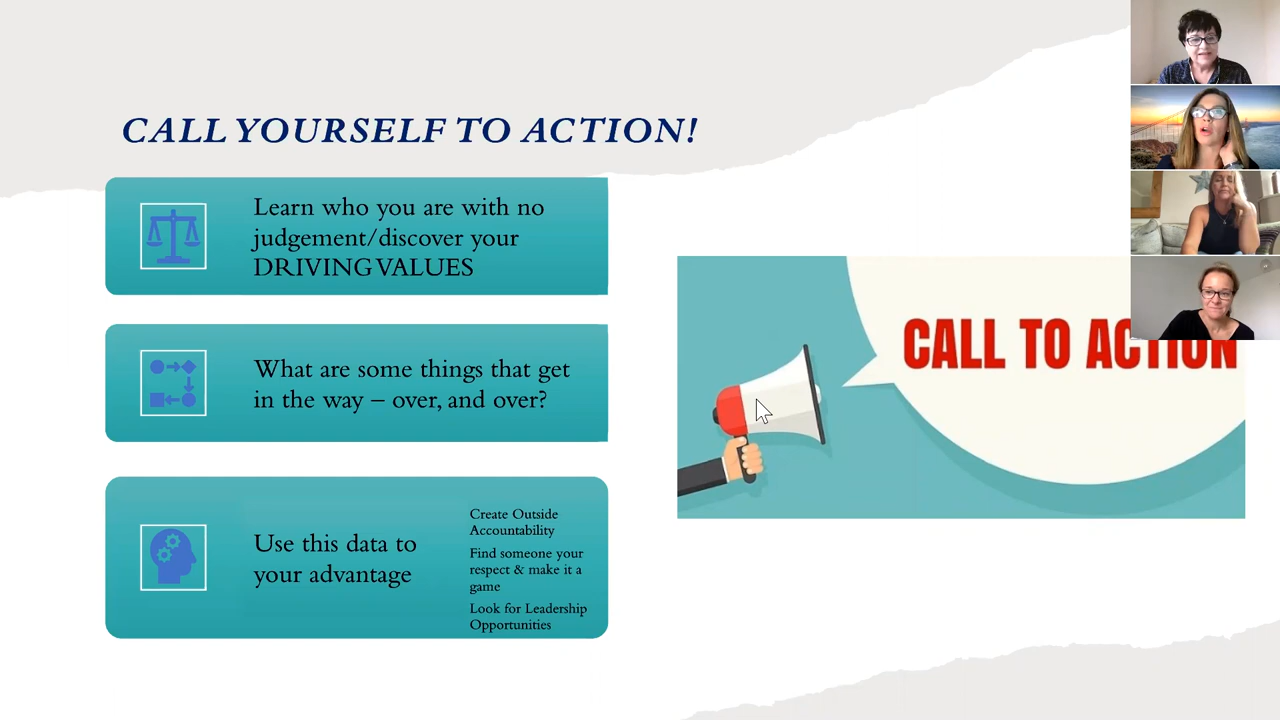 CALL YOURSELF TO ACTION!
Learn who you are with no
judgement/discover your
DRIVING VALUES
What are some things that get
in the way – over, and over?
Use this data to
your advantage
Create Outside
Accountability
Find someone your
respect & make it a
game
Look for Leadership
Opportunities
CALL TO ACTION